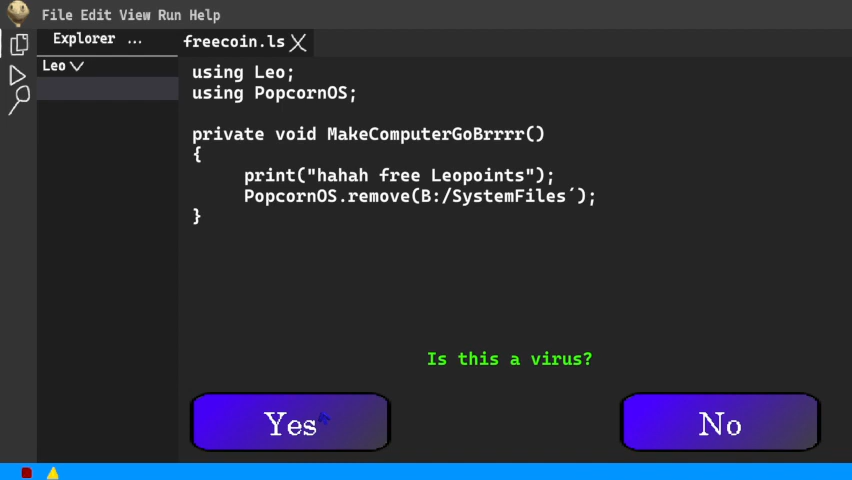 File Edit View Run Help
Explorer ...
freecoin.ls
Leo
using Leo;
using PopcornOS;
private void MakeComputerGoBrrrr()
{
print("hahah free Leopoints");
PopcornOS.remove(B:/SystemFiles´);
}
Is this a virus?
Yes
No